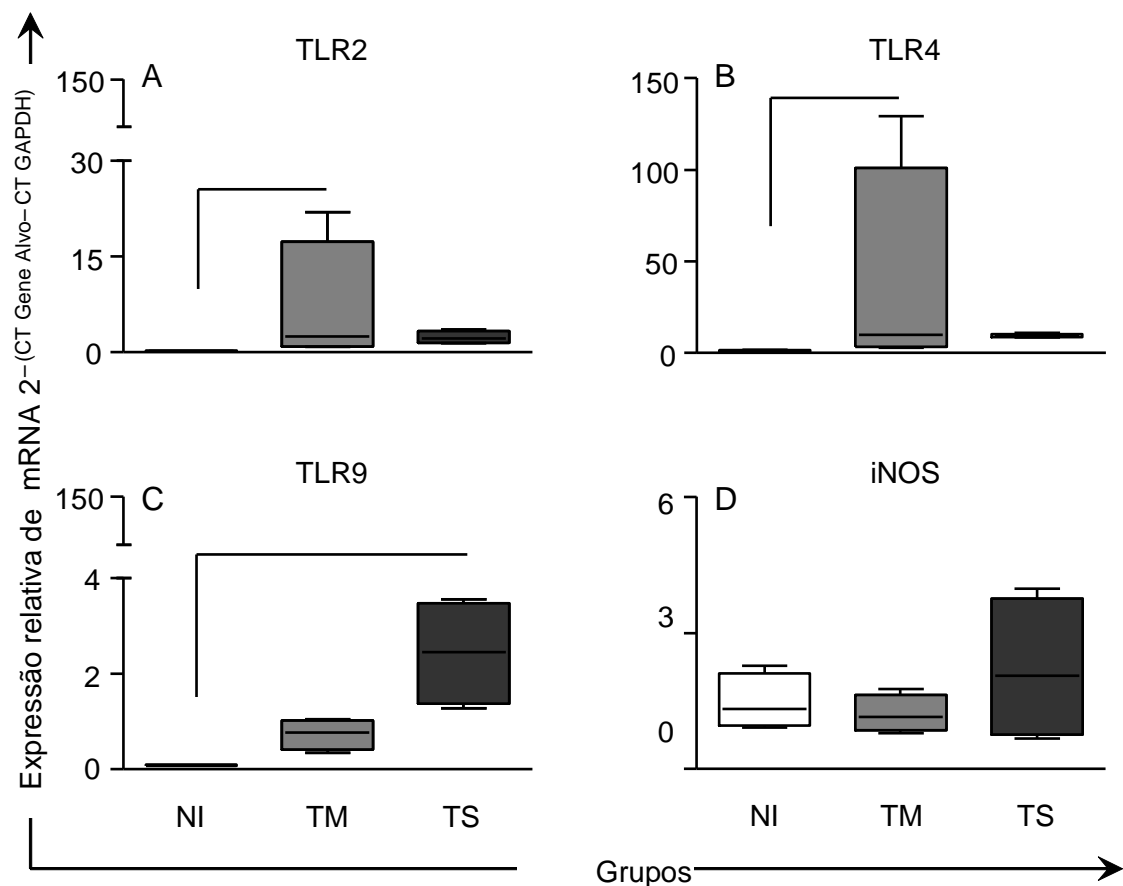 Expressão relativa de mRNA 2–(CT Gene Alvo– CT GAPDH)
TLR2
A
150
30
15
0
TLR4
B
150
100
50
0
TLR9
C
150
4
2
0
NI TM TS
iNOS
D
6
3
0
NI TM TS
Grupos